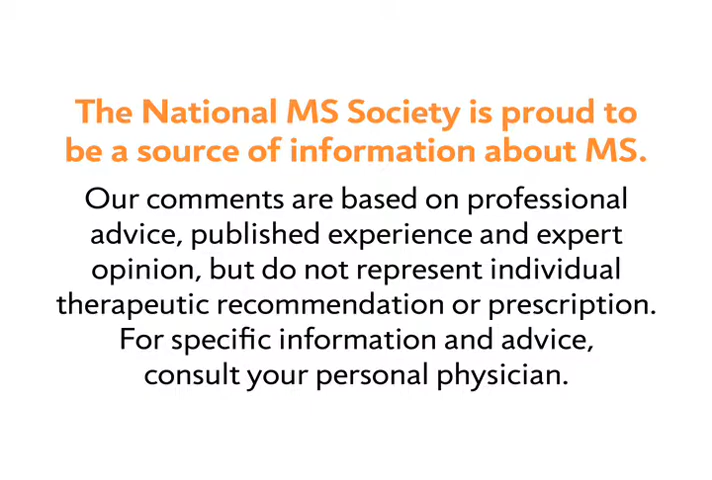 The National MS Society is proud to
be a source of information about MS.
Our comments are based on professional
advice, published experience and expert
opinion, but do not represent individual
therapeutic recommendation or prescription.
For specific information and advice,
consult your personal physician.